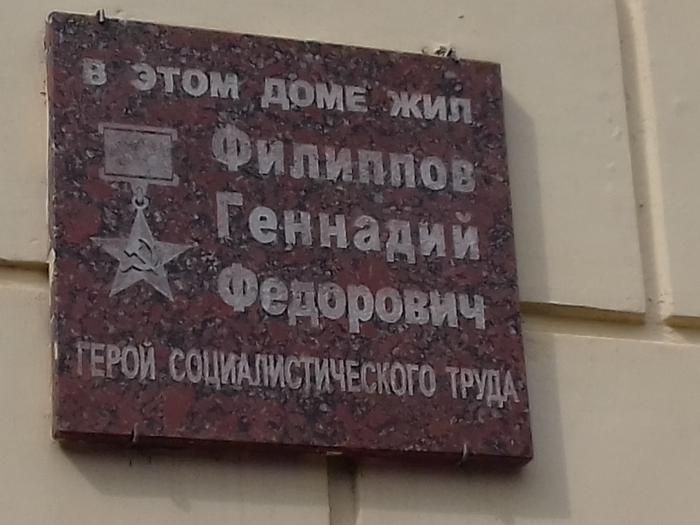 В ЭТОМ ДОМЕ ЖИЛ
Филиппов
Геннадий
Федорович
ГЕРОЙ СОЦИАЛИСТИЧЕСКОГО ТРУДА